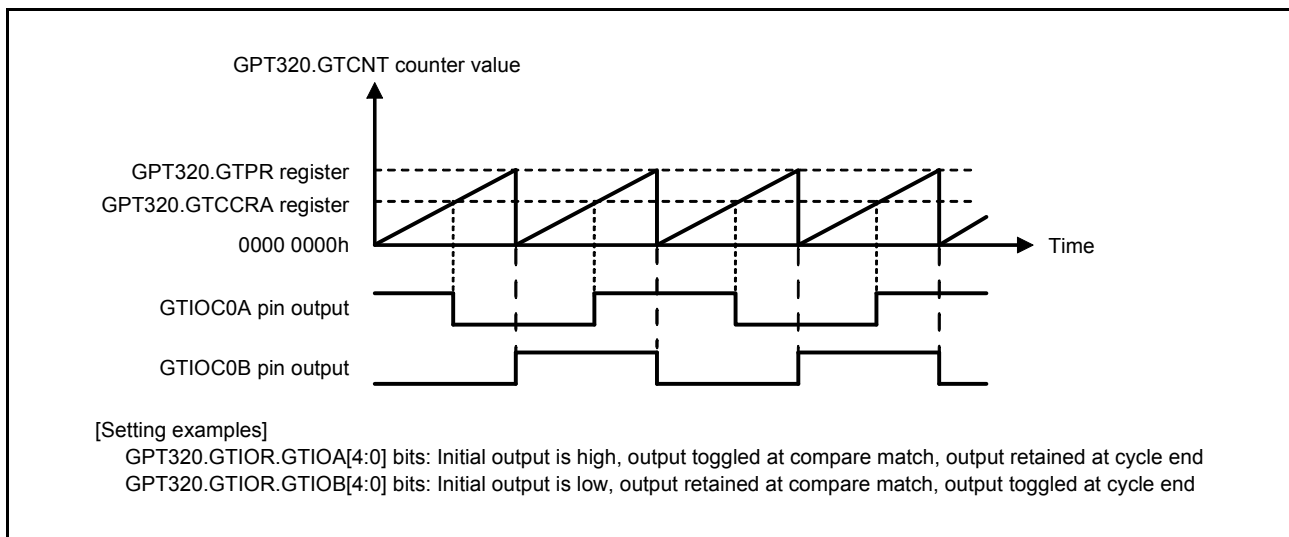 GPT320.GTCNT counter value
GPT320.GTPR register
GPT320.GTCCRA register
0000 0000h
Time
GTIOC0A pin output
GTIOC0B pin output
[Setting examples]
GPT320.GTIOR.GTIOA[4:0] bits: Initial output is high, output toggled at compare match, output retained at cycle end
GPT320.GTIOR.GTIOB[4:0] bits: Initial output is low, output retained at compare match, output toggled at cycle end